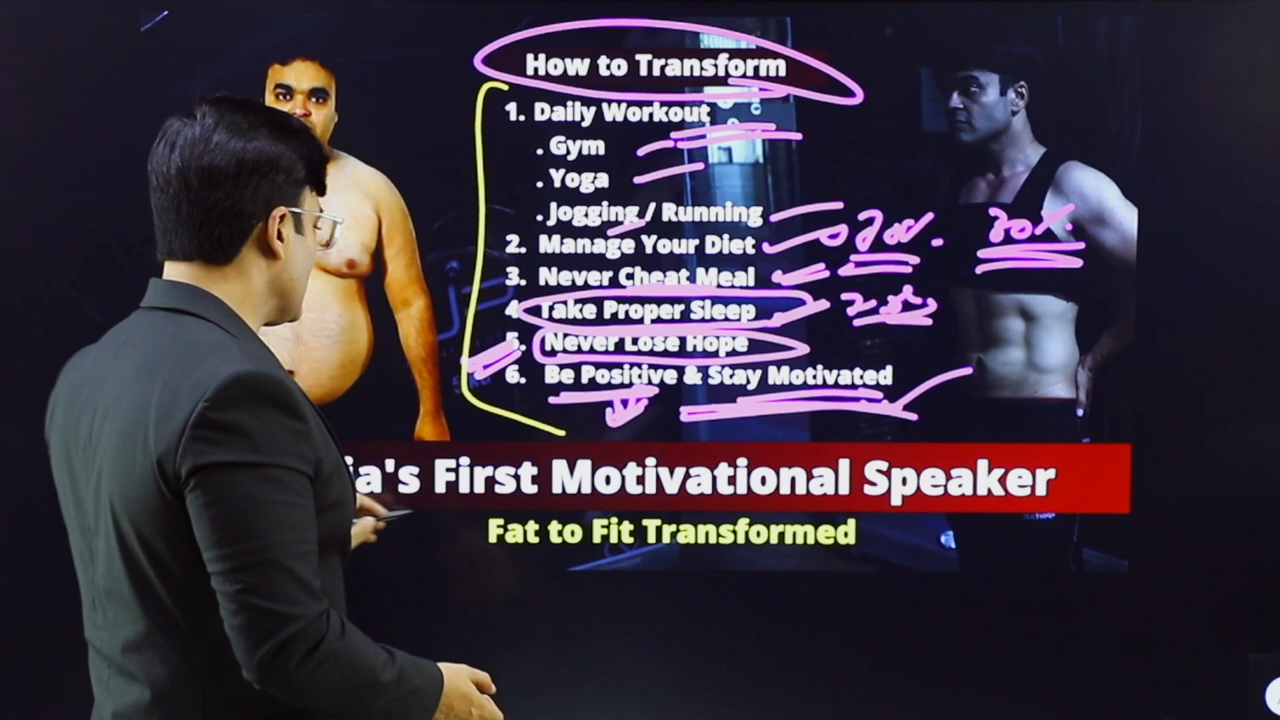 How to Transform
1. Daily Workout
. Gym
. Yoga
. Jogging / Running
2. Manage Your Diet 70%. 30%.
3. Never Cheat Meal
4. Take Proper Sleep
5. Never Lose Hope
6. Be Positive & Stay Motivated
ia's First Motivational Speaker
Fat to Fit Transformed